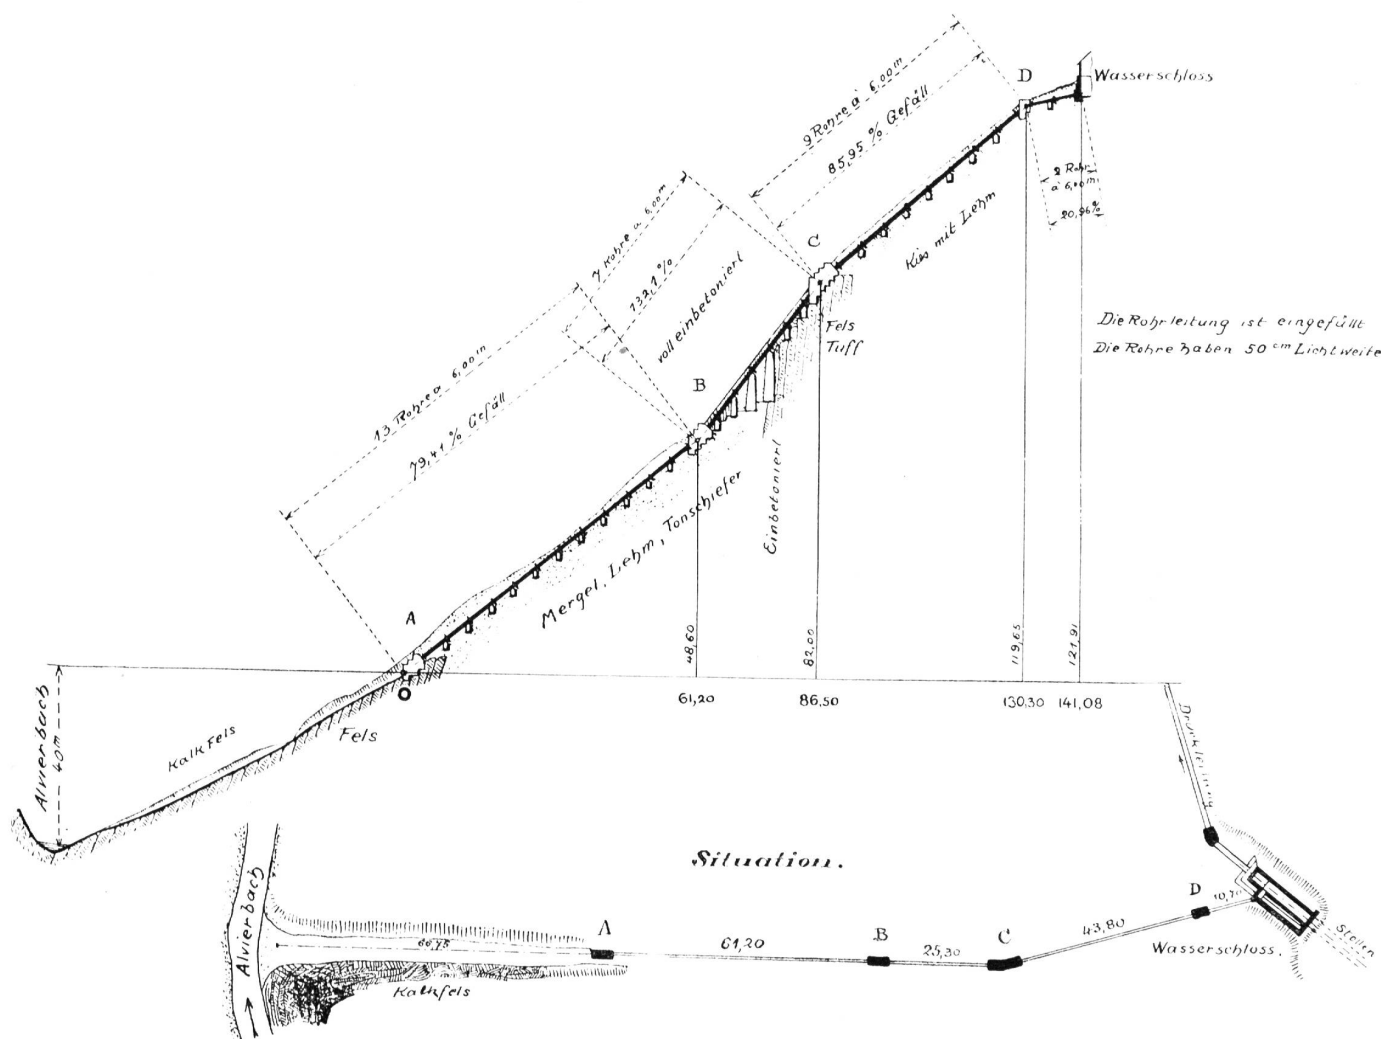 D
Wasserschloss
9 Rohre à 6,00 m
85,95 % Gefäll
2 Rohr
à 6,00 m
20,96 %
Kies mit Lehm
C
7 Rohre à 6,00 m
132,1 %
voll einbetoniert
Fels
Tuff
Die Rohrleitung ist eingefüllt
Die Rohre haben 50 cm Lichtweite
B
13 Rohre à 6,00 m
79,41 % Gefäll
Einbetoniert
Mergel, Lehm, Tonschiefer
A
48,60
82,00
119,65
121,91
61,20
86,50
130,30
141,08
Alvierbach
40 m
Kalkfels
Fels
Druckleitung
Situation.
Alvierbach
66,75
A
61,20
B
25,30
C
43,80
D
10,78
Wasserschloss.
Stollen
Kalkfels